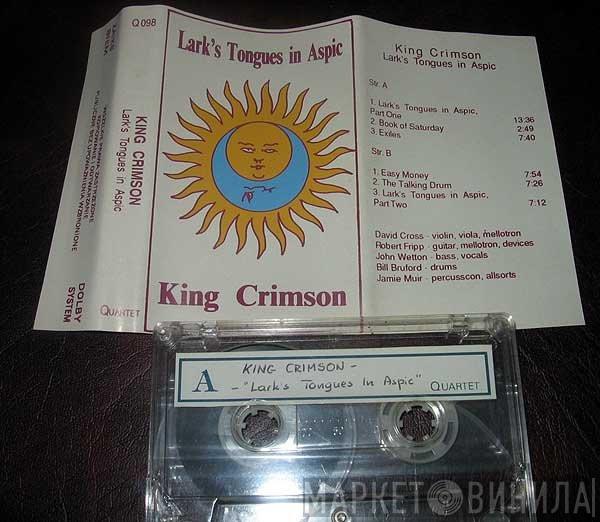 Q 098
KING CRIMSON
Lark's Tongues in Aspic
DOLBY
SYSTEM
QUARTET
Lark's Tongues in Aspic
King Crimson
King Crimson
Lark's Tongues in Aspic
Str. A
1. Lark's Tongues in Aspic,
Part One 13:36
2. Book of Saturday 2:49
3. Exiles 7:40
Str. B
1. Easy Money 7:54
2. The Talking Drum 7:26
3. Lark's Tongues in Aspic,
Part Two 7:12
David Cross - violin, viola, mellotron
Robert Fripp - guitar, mellotron, devices
John Wetton - bass, vocals
Bill Bruford - drums
Jamie Muir - percusscon, allsorts
A
KING CRIMSON -
- "Lark's Tongues In Aspic"
QUARTET
МАРКЕТ ВИНИЛА